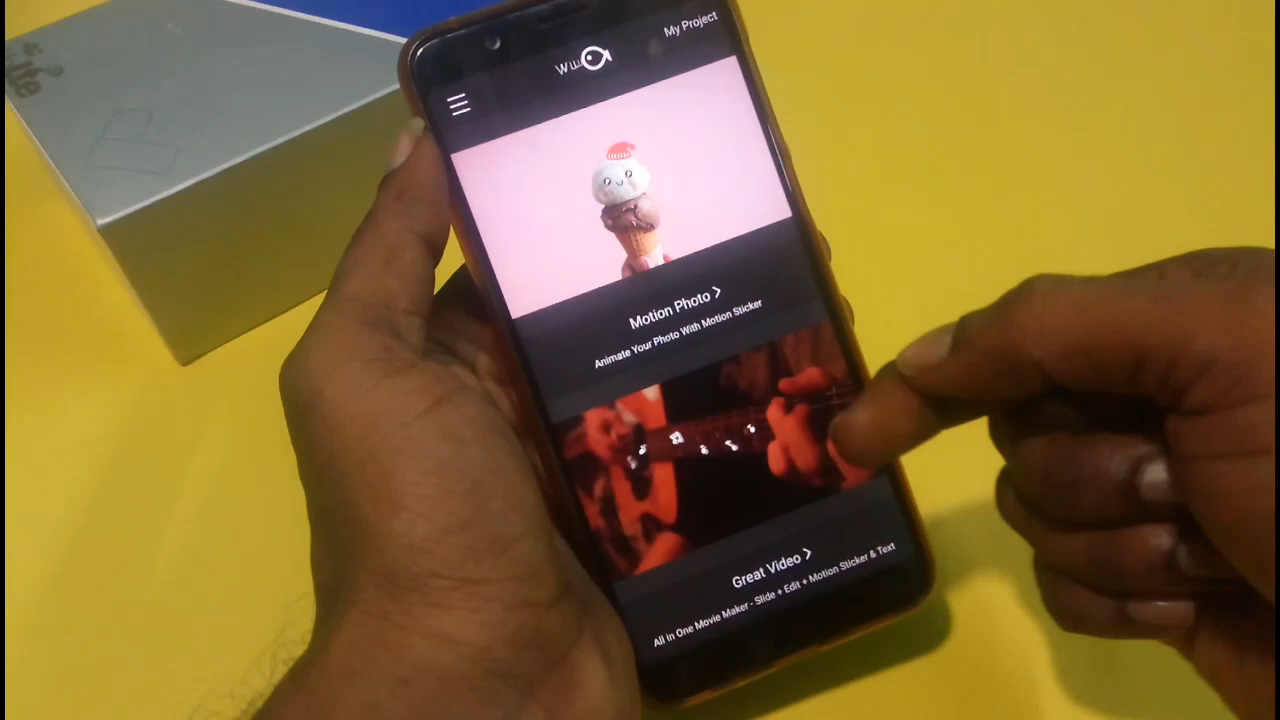 My Project
Motion Photo >
Animate Your Photo With Motion Sticker
Great Video >
All in One Movie Maker - Slide + Edit + Motion Sticker & Text